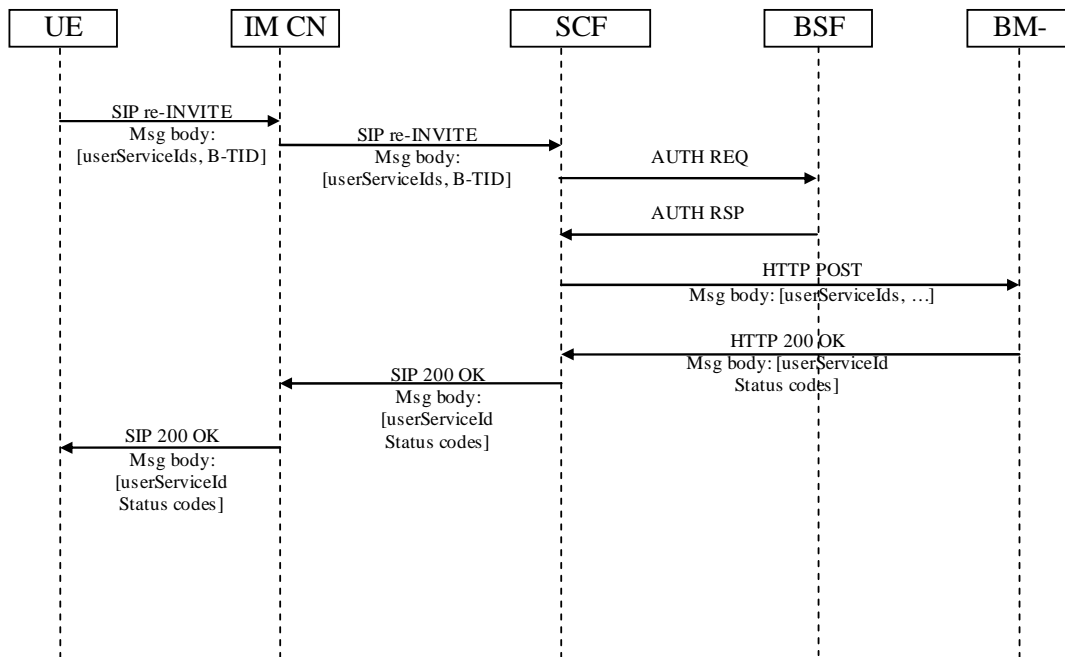 UE
IM CN
SCF
BSF
BM-
SIP re-INVITE
Msg body:
[userServiceIds, B-TID]
SIP re-INVITE
Msg body:
[userServiceIds, B-TID]
AUTH REQ
AUTH RSP
HTTP POST
Msg body: [userServiceIds, …]
HTTP 200 OK
Msg body: [userServiceId
Status codes]
SIP 200 OK
Msg body:
[userServiceId
Status codes]
SIP 200 OK
Msg body:
[userServiceId
Status codes]